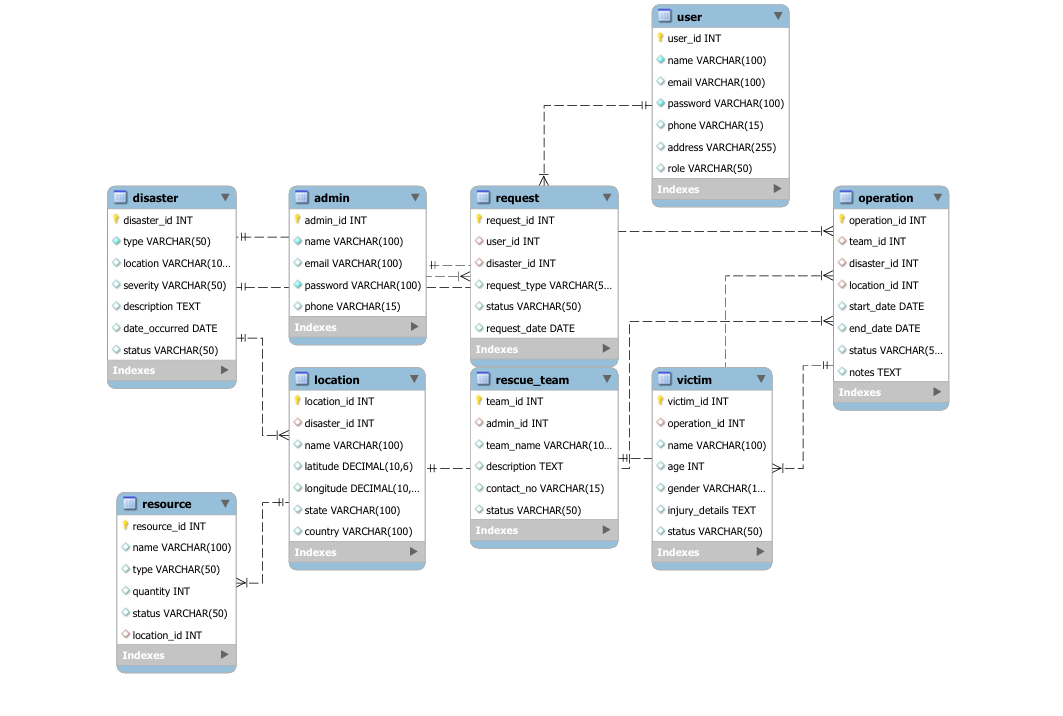 user
user_id INT
name VARCHAR(100)
email VARCHAR(100)
password VARCHAR(100)
phone VARCHAR(15)
address VARCHAR(255)
role VARCHAR(50)
Indexes
disaster
disaster_id INT
type VARCHAR(50)
location VARCHAR(10...
severity VARCHAR(50)
description TEXT
date_occurred DATE
status VARCHAR(50)
Indexes
admin
admin_id INT
name VARCHAR(100)
email VARCHAR(100)
password VARCHAR(100)
phone VARCHAR(15)
Indexes
request
request_id INT
user_id INT
disaster_id INT
request_type VARCHAR(5...
status VARCHAR(50)
request_date DATE
Indexes
operation
operation_id INT
team_id INT
disaster_id INT
location_id INT
start_date DATE
end_date DATE
status VARCHAR(5...
notes TEXT
Indexes
location
location_id INT
disaster_id INT
name VARCHAR(100)
latitude DECIMAL(10,6)
longitude DECIMAL(10,...
state VARCHAR(100)
country VARCHAR(100)
Indexes
rescue_team
team_id INT
admin_id INT
team_name VARCHAR(10...
description TEXT
contact_no VARCHAR(15)
status VARCHAR(50)
Indexes
victim
victim_id INT
operation_id INT
name VARCHAR(100)
age INT
gender VARCHAR(1...
injury_details TEXT
status VARCHAR(50)
Indexes
resource
resource_id INT
name VARCHAR(100)
type VARCHAR(50)
quantity INT
status VARCHAR(50)
location_id INT
Indexes